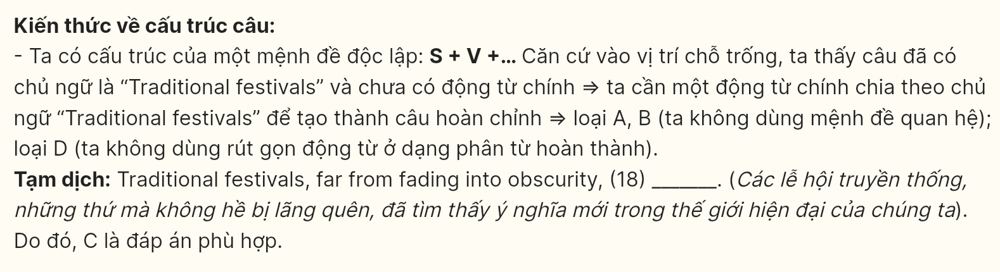 Kiến thức về cấu trúc câu:
- Ta có cấu trúc của một mệnh đề độc lập: S + V +... Căn cứ vào vị trí chỗ trống, ta thấy câu đã có
chủ ngữ là “Traditional festivals” và chưa có động từ chính ⇒ ta cần một động từ chính chia theo chủ
ngữ “Traditional festivals” để tạo thành câu hoàn chỉnh ⇒ loại A, B (ta không dùng mệnh đề quan hệ);
loại D (ta không dùng rút gọn động từ ở dạng phân từ hoàn thành).
Tạm dịch: Traditional festivals, far from fading into obscurity, (18) _______. (Các lễ hội truyền thống,
những thứ mà không hề bị lãng quên, đã tìm thấy ý nghĩa mới trong thế giới hiện đại của chúng ta).
Do đó, C là đáp án phù hợp.